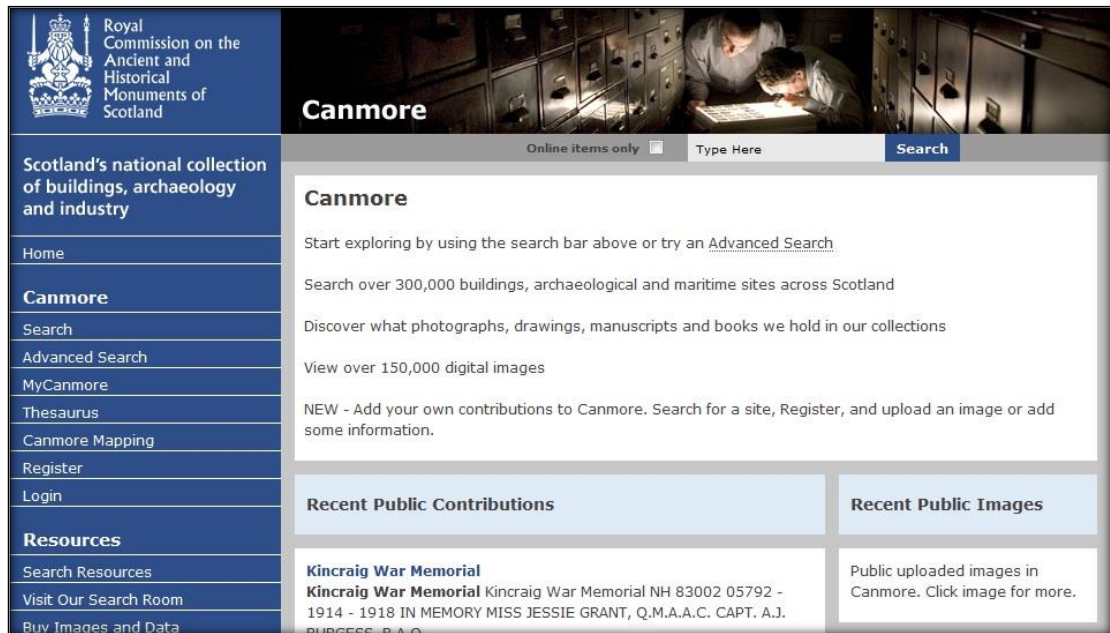 Royal
Commission on the
Ancient and
Historical
Monuments of
Scotland
Canmore
Online items only
Type Here
Search
Scotland's national collection
of buildings, archaeology
and industry
Home
Canmore
Search
Advanced Search
MyCanmore
Thesaurus
Canmore Mapping
Register
Login
Resources
Search Resources
Visit Our Search Room
Buy Images and Data
Canmore
Start exploring by using the search bar above or try an Advanced Search
Search over 300,000 buildings, archaeological and maritime sites across Scotland
Discover what photographs, drawings, manuscripts and books we hold in our collections
View over 150,000 digital images
NEW - Add your own contributions to Canmore. Search for a site, Register, and upload an image or add
some information.
Recent Public Contributions
Kincraig War Memorial
Kincraig War Memorial Kincraig War Memorial NH 83002 05792 -
1914 - 1918 IN MEMORY MISS JESSIE GRANT, Q.M.A.A.C. CAPT. A.J.
Recent Public Images
Public uploaded images in
Canmore. Click image for more.